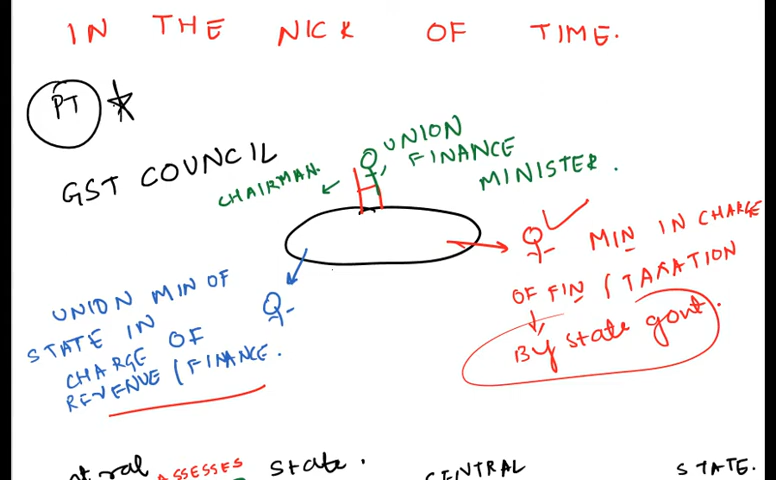 IN THE NICK OF TIME.
PT
GST COUNCIL
CHAIRMAN.
UNION
FINANCE
MINISTER.
MIN IN CHARGE
OF FIN / TAXATION
By state govt.
UNION MIN OF
STATE IN
CHARGE OF
REVENUE / FINANCE.
ASSESSES state.
CENTRAL
STATE.